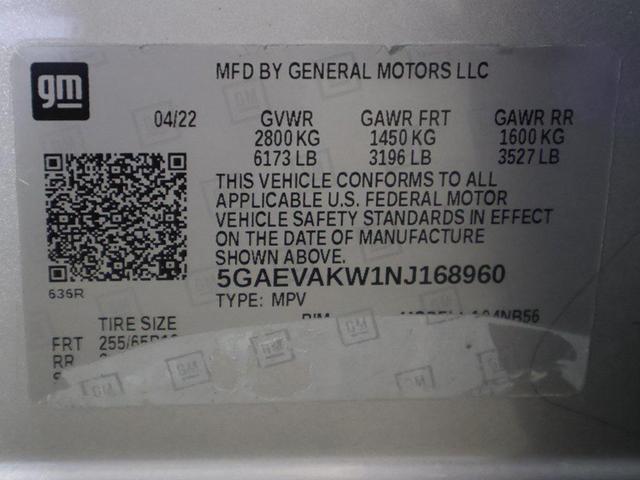 gm
MFD BY GENERAL MOTORS LLC
04/22 GVWR GAWR FRT GAWR RR
2800 KG 1450 KG 1600 KG
6173 LB 3196 LB 3527 LB
THIS VEHICLE CONFORMS TO ALL
APPLICABLE U.S. FEDERAL MOTOR
VEHICLE SAFETY STANDARDS IN EFFECT
ON THE DATE OF MANUFACTURE
SHOWN ABOVE.
5GAEVAKW1NJ168960
636R
TYPE: MPV
TIRE SIZE
FRT
RR